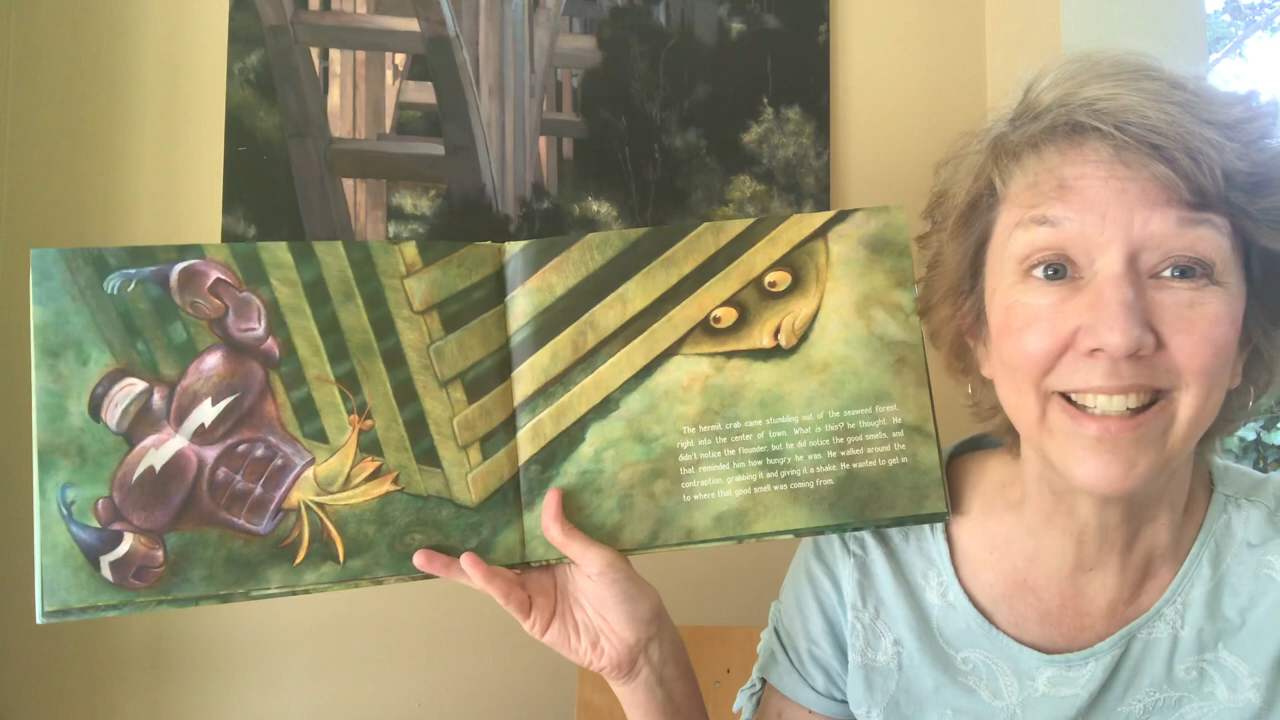 The hermit crab came stumbling out of the seaweed forest,
right into the center of town. What is this? he thought. He
didn't notice the flounder, but he did notice the good smells, and
that reminded him how hungry he was. He walked around the
contraption, grabbing it and giving it a shake. He wanted to get in
to where that good smell was coming from.